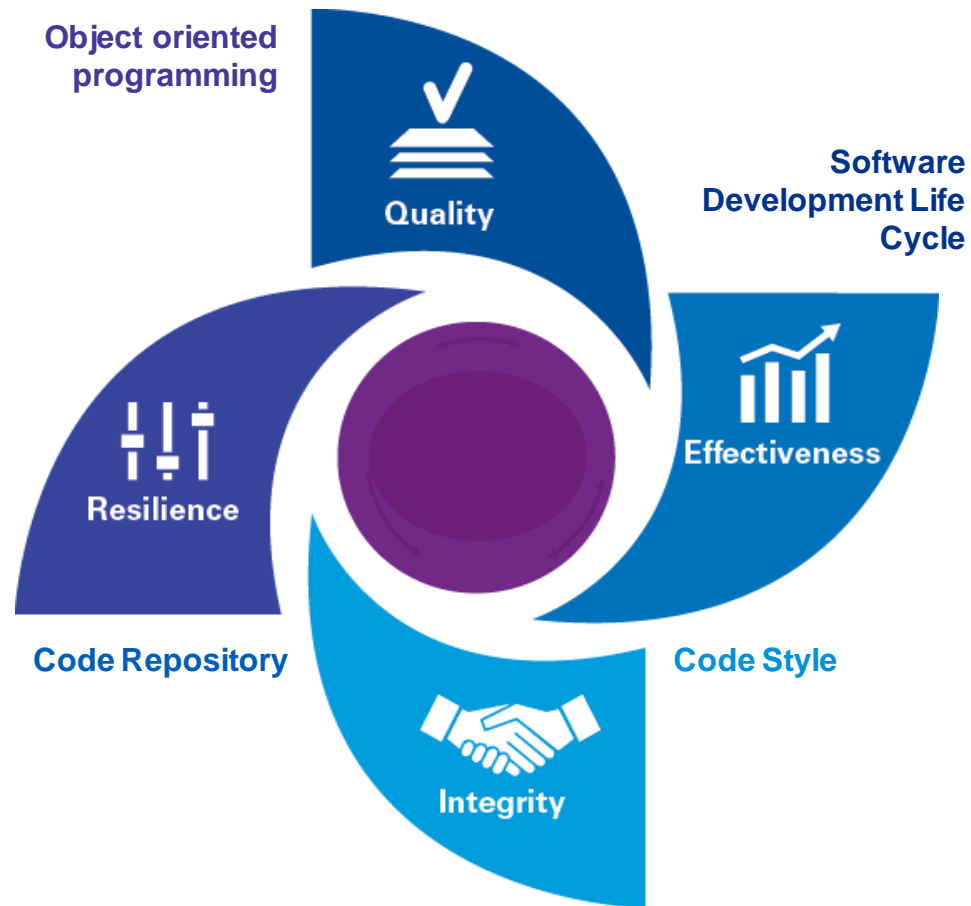 Object oriented
programming
Quality
Software
Development Life
Cycle
Effectiveness
Resilience
Code Repository
Code Style
Integrity